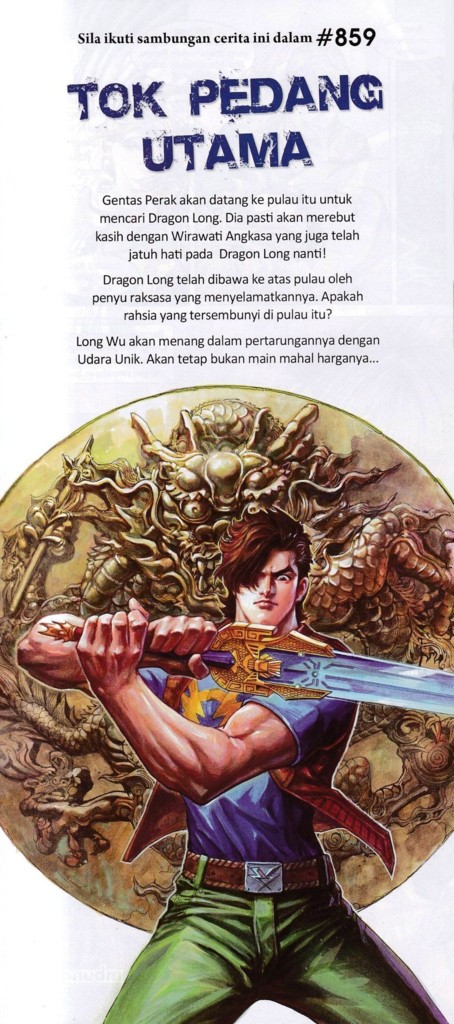 Sila ikuti sambungan cerita ini dalam #859
TOK PEDANG
UTAMA
Gentas Perak akan datang ke pulau itu untuk
mencari Dragon Long. Dia pasti akan merebut
kasih dengan Wirawati Angkasa yang juga telah
jatuh hati pada Dragon Long nanti!
Dragon Long telah dibawa ke atas pulau oleh
penyu raksasa yang menyelamatkannya. Apakah
rahsia yang tersembunyi di pulau itu?
Long Wu akan menang dalam pertarungannya dengan
Udara Unik. Akan tetap bukan main mahal harganya...